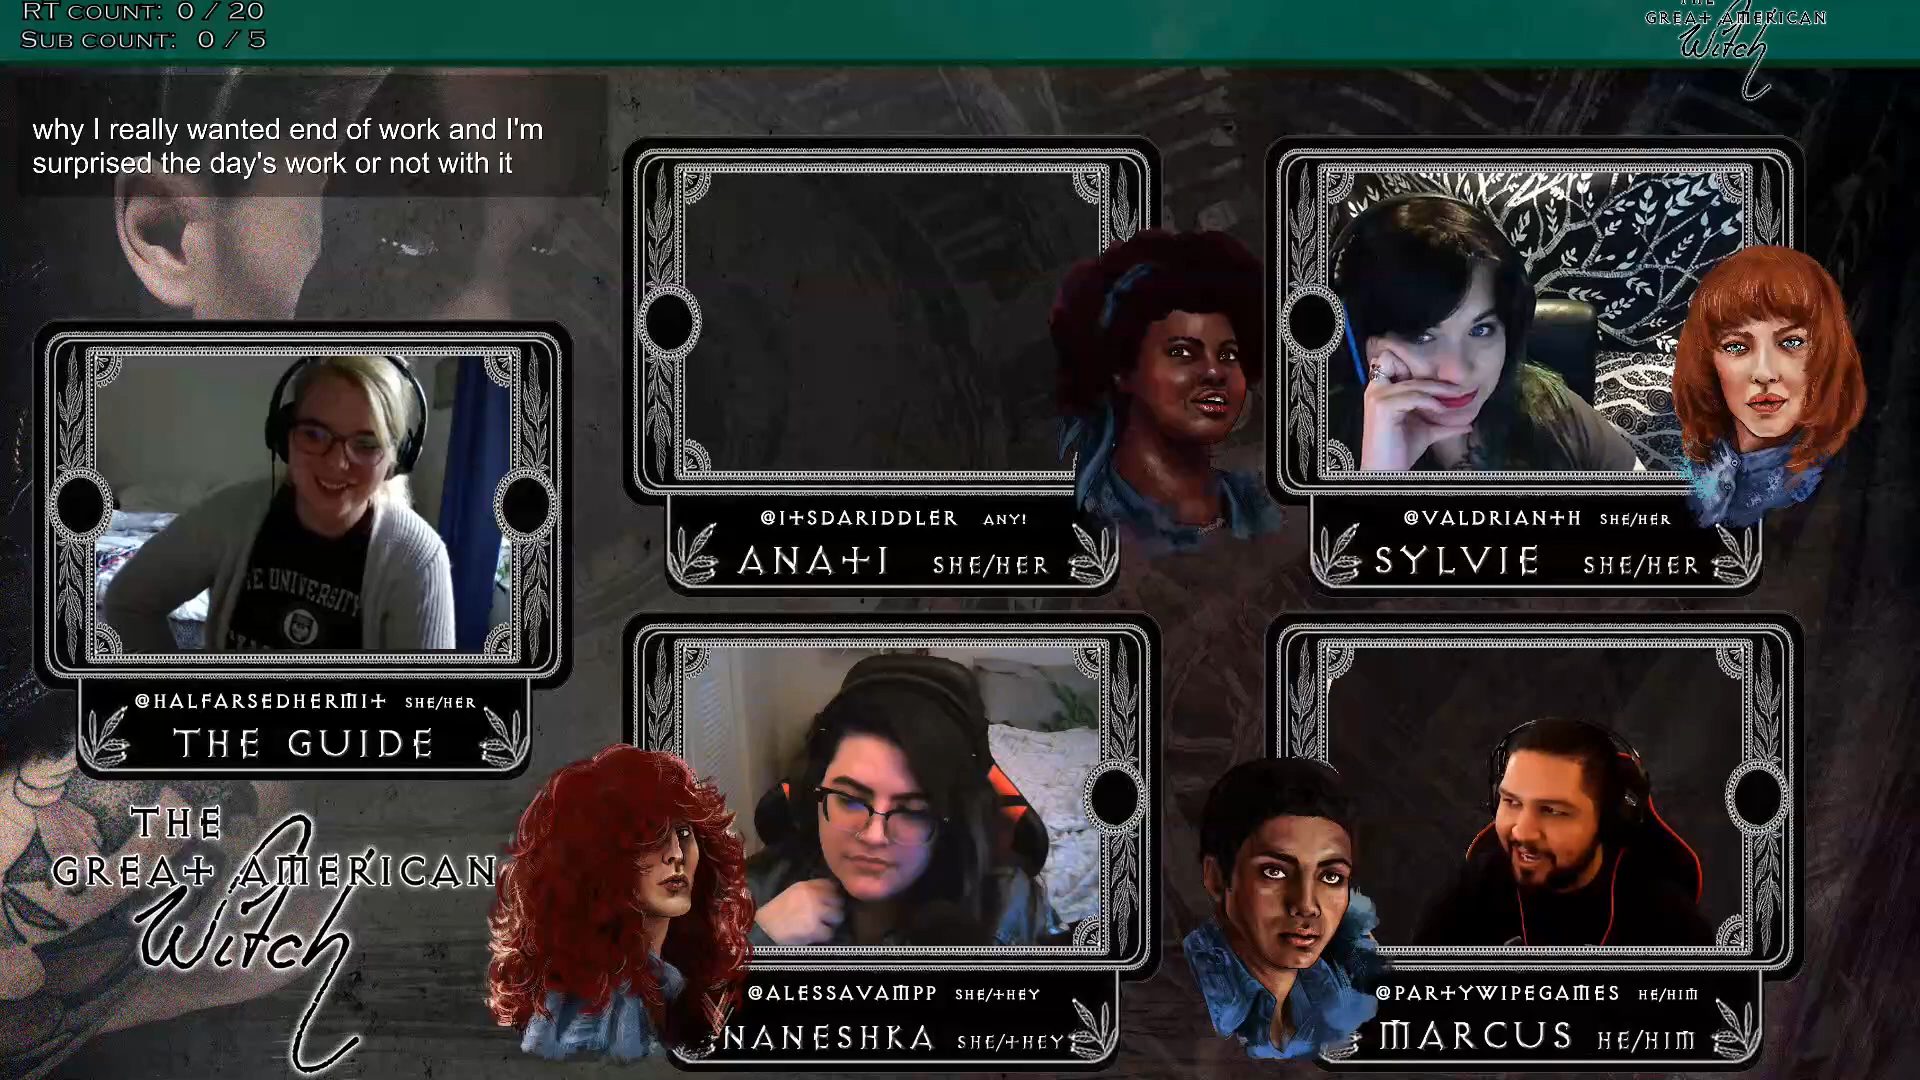 RT COUNT: 0 / 20
SUB COUNT: 0 / 5
THE
GREAT AMERICAN
Witch
why I really wanted end of work and I'm
surprised the day's work or not with it
@ITSDARIDDLER ANY!
ANATI SHE/HER
@VALDRIANTH SHE/HER
SYLVIE SHE/HER
@HALFARSEDHERMIT SHE/HER
THE GUIDE
THE
GREAT AMERICAN
Witch
@ALESSAVAMPP SHE/THEY
NANESHKA SHE/THEY
@PARTYWIPEGAMES HE/HIM
MARCUS HE/HIM